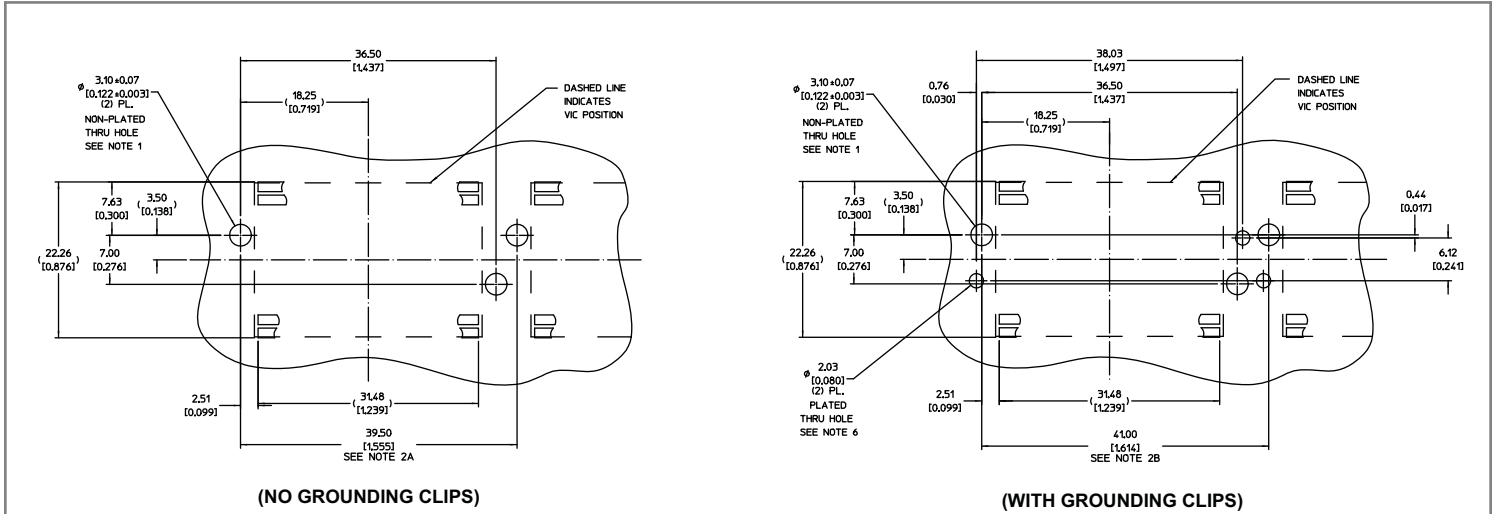 36.50
[1.437]
3.10±0.07
ø [0.122±0.003]
(2) PL.
NON-PLATED
THRU HOLE
SEE NOTE 1
(18.25
[0.719])
DASHED LINE
INDICATES
VIC POSITION
7.63
[0.300]
(3.50
[0.138])
(22.26
[0.876])
7.00
[0.276]
2.51
[0.099]
(31.48
[1.239])
39.50
[1.555]
SEE NOTE 2A
(NO GROUNDING CLIPS)
38.03
[1.497]
3.10±0.07
ø [0.122±0.003]
(2) PL.
NON-PLATED
THRU HOLE
SEE NOTE 1
0.76
[0.030]
36.50
[1.437]
(18.25
[0.719])
DASHED LINE
INDICATES
VIC POSITION
7.63
[0.300]
(3.50
[0.138])
0.44
[0.017]
(22.26
[0.876])
7.00
[0.276]
6.12
[0.241]
ø 2.03
[0.080]
(2) PL.
PLATED
THRU HOLE
SEE NOTE 6
2.51
[0.099]
(31.48
[1.239])
41.00
[1.614]
SEE NOTE 2B
(WITH GROUNDING CLIPS)